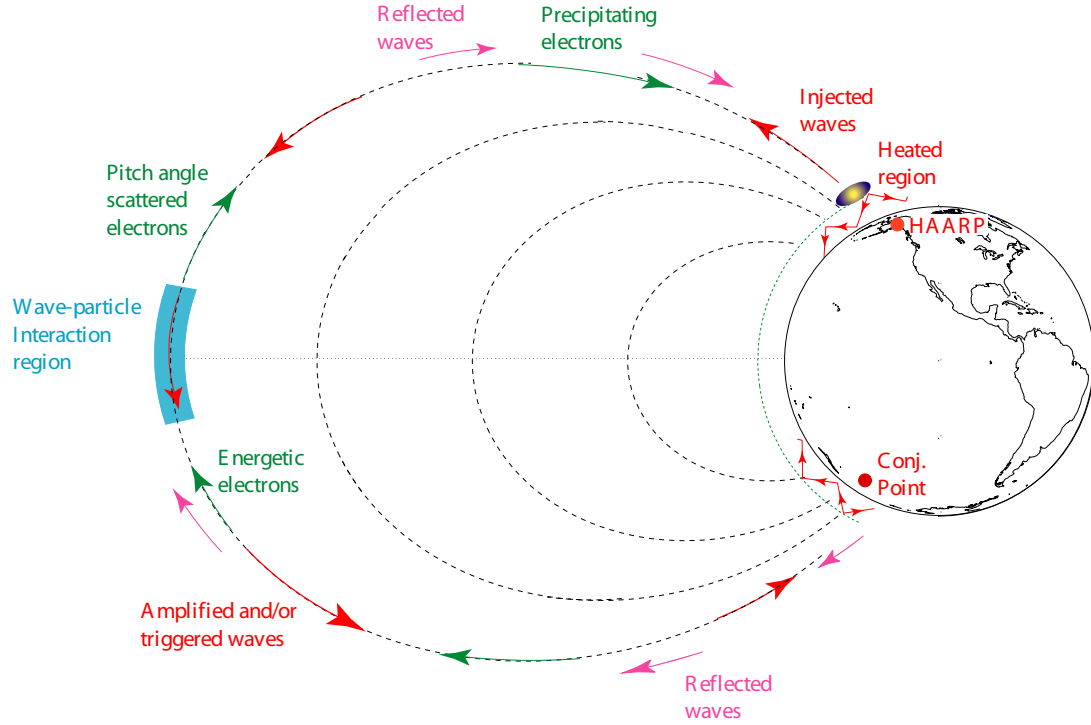 Reflected
waves
Precipitating
electrons
Injected
waves
Heated
region
HAARP
Pitch angle
scattered
electrons
Wave-particle
Interaction
region
Energetic
electrons
Conj.
Point
Amplified and/or
triggered waves
Reflected
waves